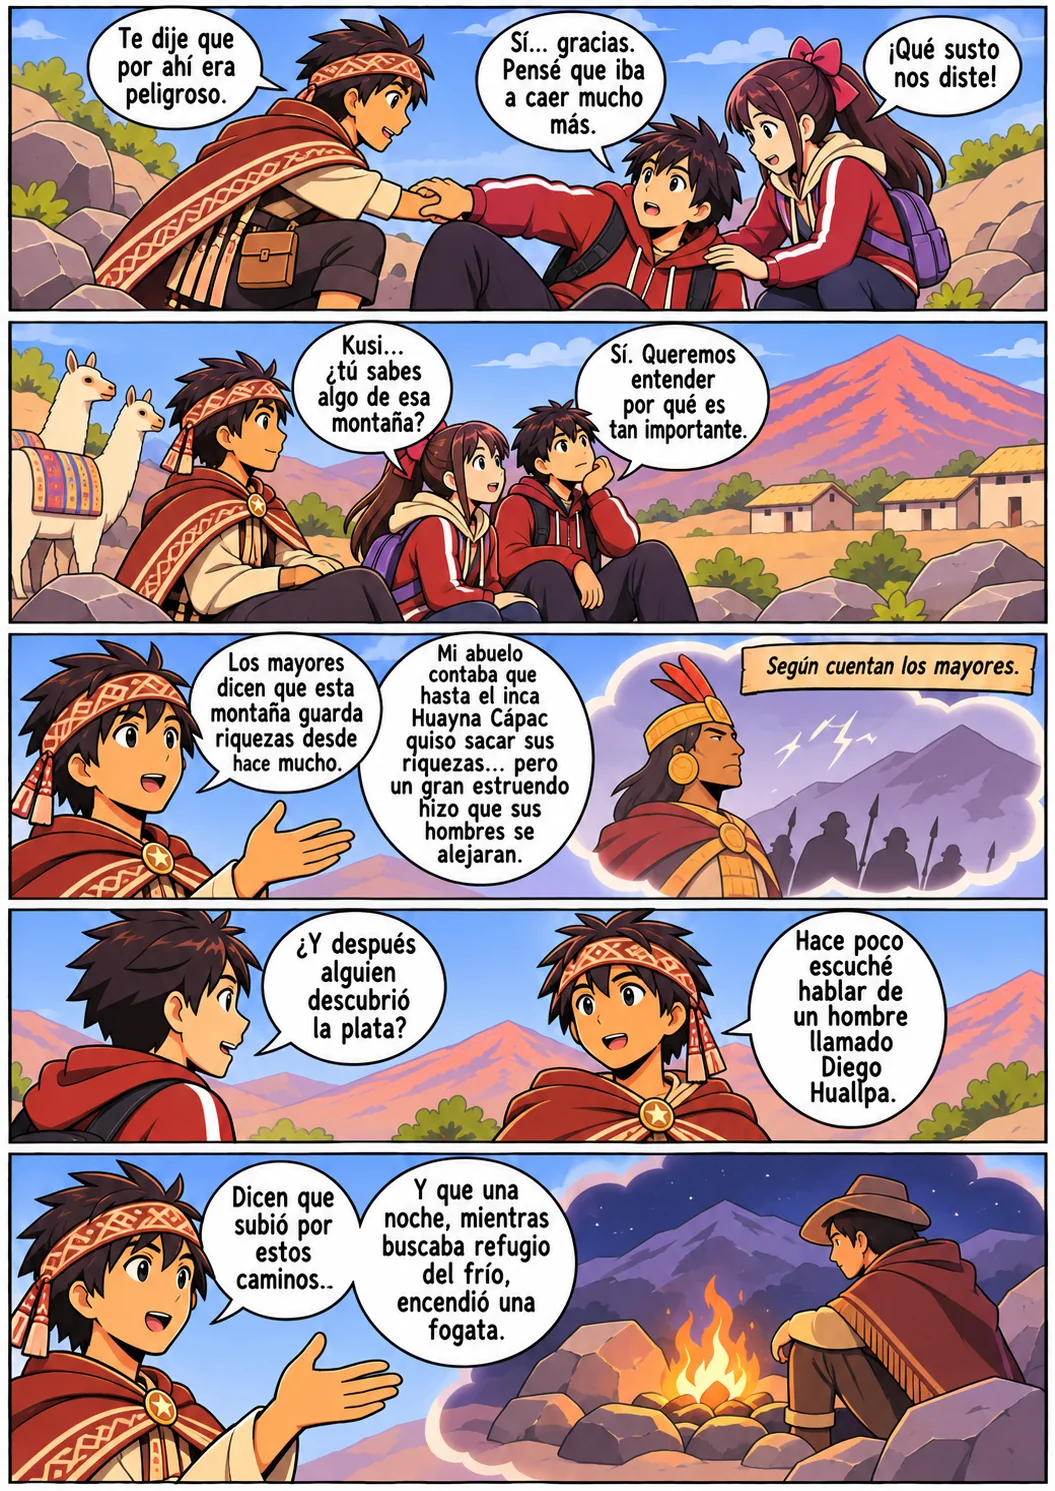 Te dije que
por ahí era
peligroso.
Sí... gracias.
Pensé que iba
a caer mucho
más.
¡Qué susto
nos diste!
Kusi...
¿tú sabes
algo de esa
montaña?
Sí. Queremos
entender
por qué es
tan importante.
Los mayores
dicen que esta
montaña guarda
riquezas desde
hace mucho.
Mi abuelo
contaba que
hasta el inca
Huayna Cápac
quiso sacar sus
riquezas... pero
un gran estruendo
hizo que sus
hombres se
alejaran.
Según cuentan los mayores.
¿Y después
alguien
descubrió
la plata?
Hace poco
escuché
hablar de
un hombre
llamado
Diego
Huallpa.
Dicen que
subió por
estos
caminos..
Y que una
noche, mientras
buscaba refugio
del frío,
encendió una
fogata.